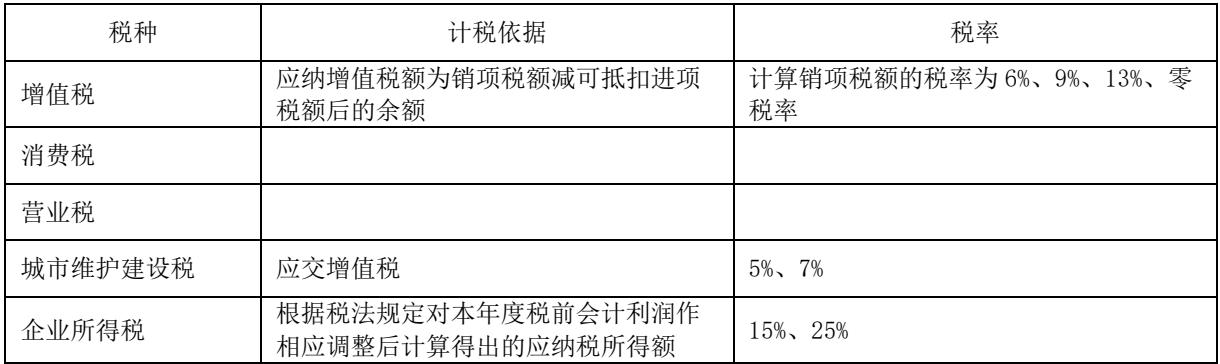 税种 计税依据 税率
增值税 应纳增值税额为销项税额减可抵扣进项 计算销项税额的税率为 6%、9%、13%、零
税额后的余额 税率
消费税
营业税
城市维护建设税 应交增值税 5%、7%
企业所得税 根据税法规定对本年度税前会计利润作 15%、25%
相应调整后计算得出的应纳税所得额